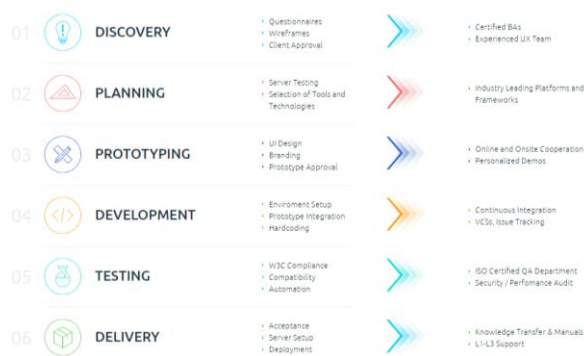 01
DISCOVERY
Questionnaires
Wireframes
Client Approval
Certified BAs
Experienced UX Team
02
PLANNING
Server Testing
Selection of Tools and
Technologies
Industry Leading Platforms and
Frameworks
03
PROTOTYPING
UI Design
Branding
Prototype Approval
Online and Onsite Cooperation
Personalized Demos
04
DEVELOPMENT
Enviroment Setup
Prototype Integration
Hardcoding
Continuous Integration
VCSs, Issue Tracking
05
TESTING
W3C Compliance
Compatibility
Automation
ISO Certified QA Department
Security / Perfomance Audit
06
DELIVERY
Acceptance
Server Setup
Deployment
Knowledge Transfer & Manuals
L1-L3 Support